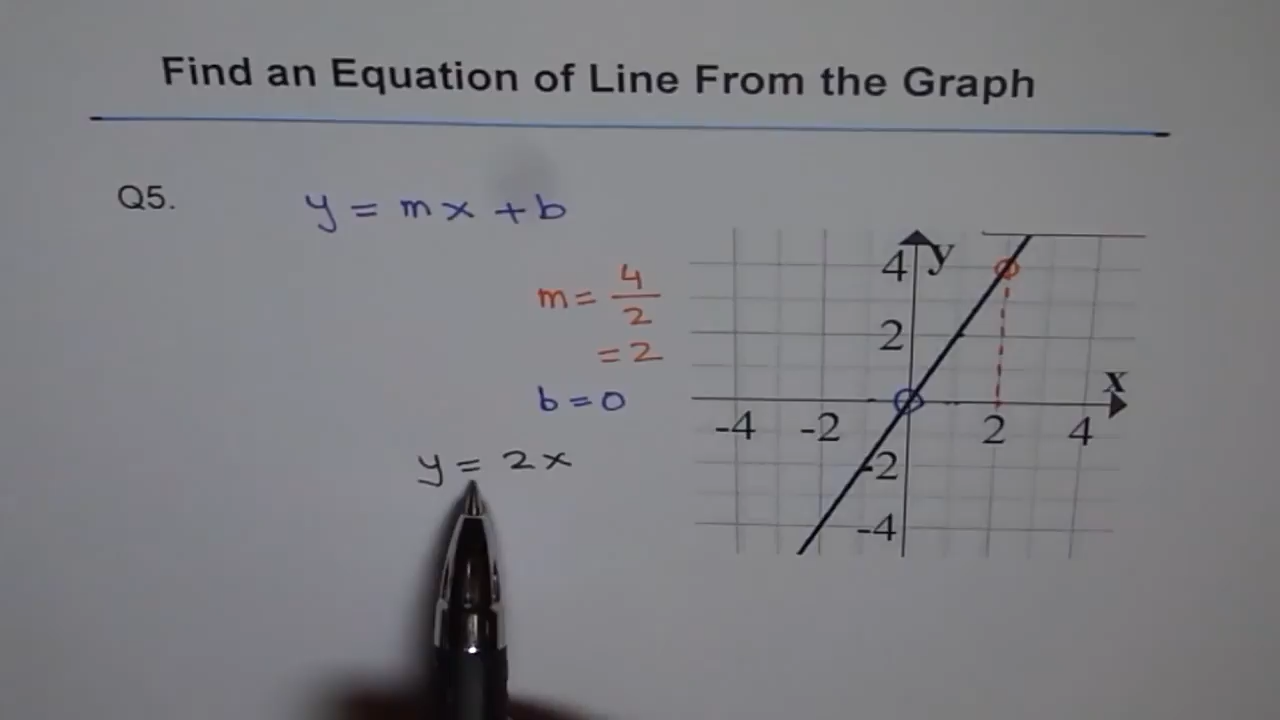 Find an Equation of Line From the Graph
Q5. y = mx + b
m = 4/2
= 2
b = 0
y = 2x
4 y
2
x
-4 -2 2 4
-2
-4